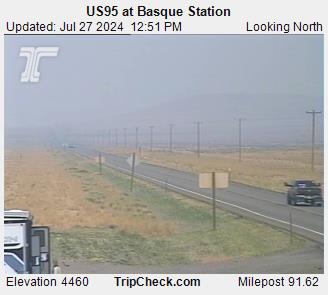 US95 at Basque Station
Updated: Jul 27 2024 12:51 PM Looking North
Elevation 4460 TripCheck.com Milepost 91.62